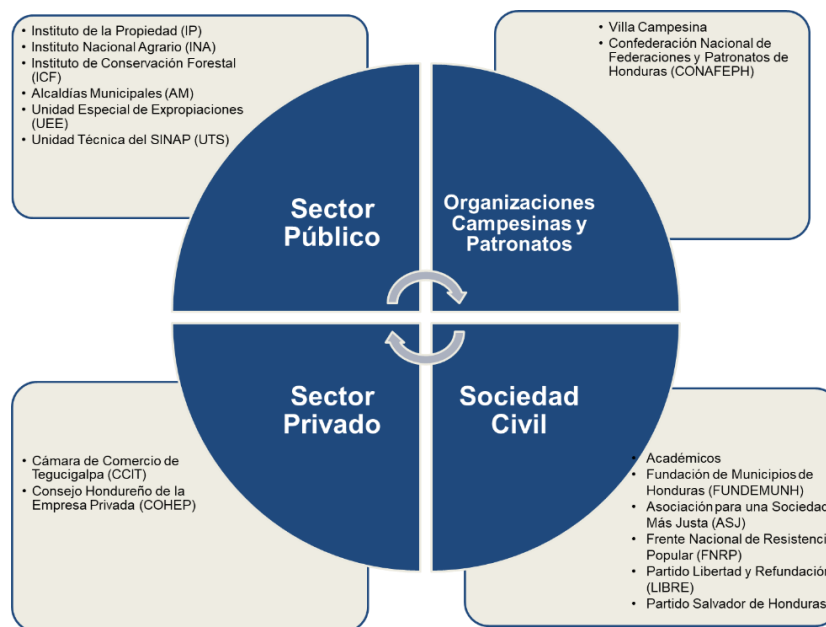 • Instituto de la Propiedad (IP)
• Instituto Nacional Agrario (INA)
• Instituto de Conservación Forestal
(ICF)
• Alcaldías Municipales (AM)
• Unidad Especial de Expropiaciones
(UEE)
• Unidad Técnica del SINAP (UTS)
• Villa Campesina
• Confederación Nacional de
Federaciones y Patronatos de
Honduras (CONAFEPH)
Sector
Público
Organizaciones
Campesinas y
Patronatos
Sector
Privado
Sociedad
Civil
• Cámara de Comercio de
Tegucigalpa (CCIT)
• Consejo Hondureño de la
Empresa Privada (COHEP)
• Académicos
• Fundación de Municipios de
Honduras (FUNDEMUNH)
• Asociación para una Sociedad
Más Justa (ASJ)
• Frente Nacional de Resistenci
Popular (FNRP)
• Partido Libertad y Refundación
(LIBRE)
• Partido Salvador de Honduras